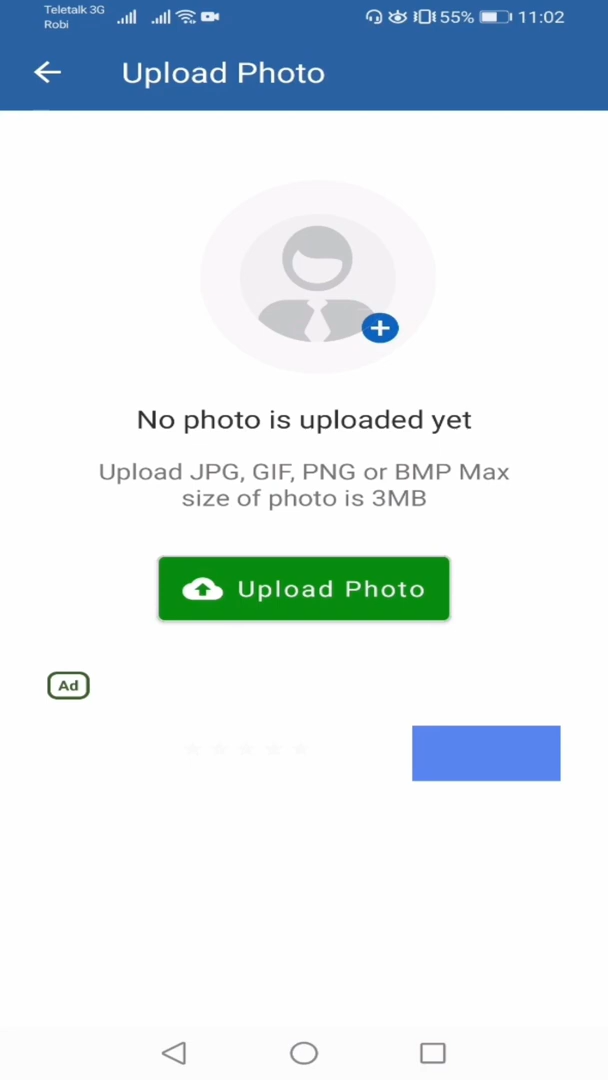 Teletalk 3G
Robi
55%
11:02
Upload Photo
No photo is uploaded yet
Upload JPG, GIF, PNG or BMP Max
size of photo is 3MB
Upload Photo
Ad